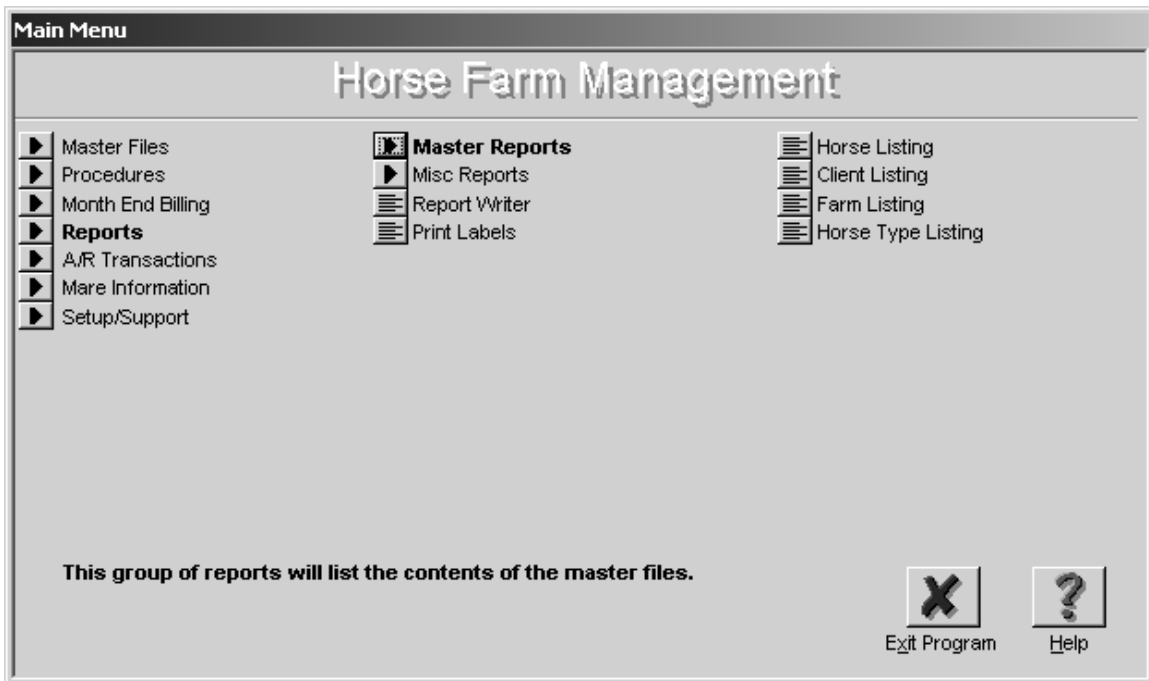 Main Menu
Horse Farm Management
Master Files
Procedures
Month End Billing
Reports
A/R Transactions
Mare Information
Setup/Support
Master Reports
Misc Reports
Report Writer
Print Labels
Horse Listing
Client Listing
Farm Listing
Horse Type Listing
This group of reports will list the contents of the master files.
Exit Program
Help